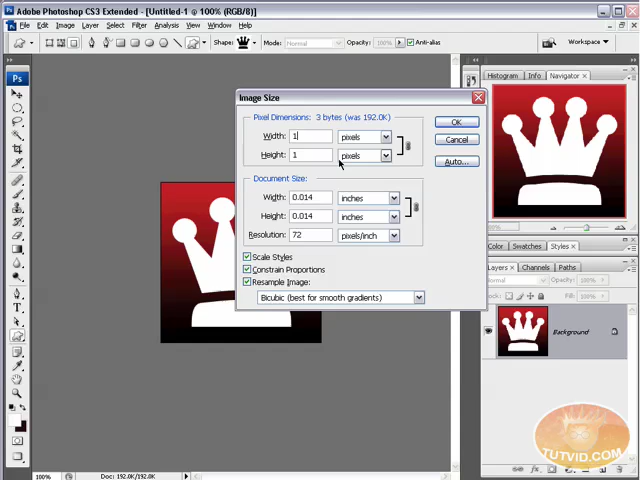 Adobe Photoshop CS3 Extended - [Untitled-1 @ 100% (RGB/8)]
File Edit Image Layer Select Filter Analysis View Window Help
Shape: Mode: Normal Opacity: 100% Anti-alias Workspace
Ps
Histogram Info Navigator
Image Size
Pixel Dimensions: 3 bytes (was 192.0K)
Width: 1 pixels
Height: 1 pixels
OK
Cancel
Auto...
Document Size:
Width: 0.014 inches
Height: 0.014 inches
Resolution: 72 pixels/inch
Scale Styles
Constrain Proportions
Resample Image:
Bicubic (best for smooth gradients)
Color Swatches Styles
Layers Channels Paths
Normal Opacity: 100%
Lock: Fill: 100%
Background
T
TUTVID.COM
100% Doc: 192.0K/192.0K